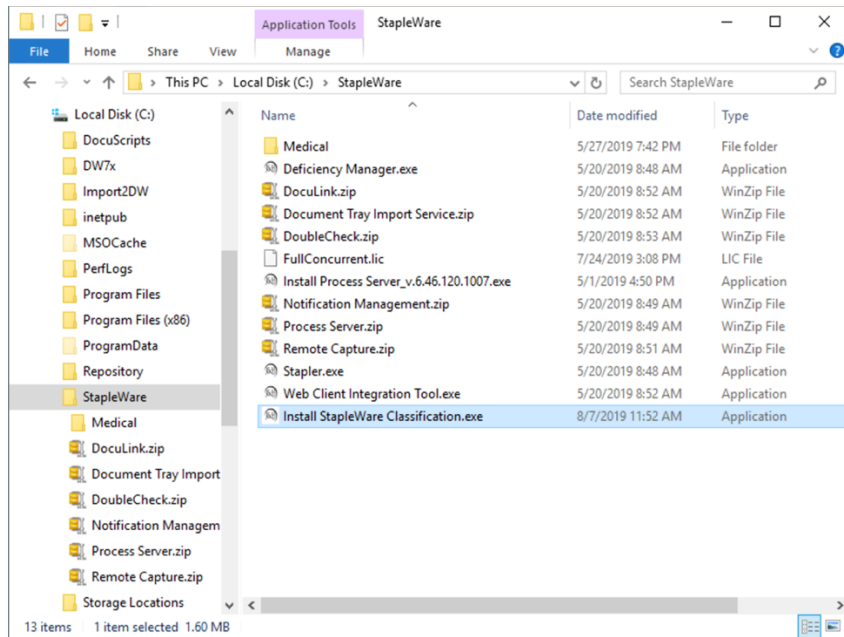 Application Tools StapleWare
File Home Share View Manage
This PC > Local Disk (C:) > StapleWare
Search StapleWare
Local Disk (C:)
DocuScripts
DW7x
Import2DW
inetpub
MSOCache
PerfLogs
Program Files
Program Files (x86)
ProgramData
Repository
StapleWare
Medical
DocuLink.zip
Document Tray Import
DoubleCheck.zip
Notification Managem
Process Server.zip
Remote Capture.zip
Storage Locations
Name Date modified Type
Medical 5/27/2019 7:42 PM File folder
Deficiency Manager.exe 5/20/2019 8:48 AM Application
DocuLink.zip 5/20/2019 8:52 AM WinZip File
Document Tray Import Service.zip 5/20/2019 8:52 AM WinZip File
DoubleCheck.zip 5/20/2019 8:53 AM WinZip File
FullConcurrent.lic 7/24/2019 3:08 PM LIC File
Install Process Server_v.6.46.120.1007.exe 5/1/2019 4:50 PM Application
Notification Management.zip 5/20/2019 8:49 AM WinZip File
Process Server.zip 5/20/2019 8:49 AM WinZip File
Remote Capture.zip 5/20/2019 8:51 AM WinZip File
Stapler.exe 5/20/2019 8:48 AM Application
Web Client Integration Tool.exe 5/20/2019 8:52 AM Application
Install StapleWare Classification.exe 8/7/2019 11:52 AM Application
13 items 1 item selected 1.60 MB